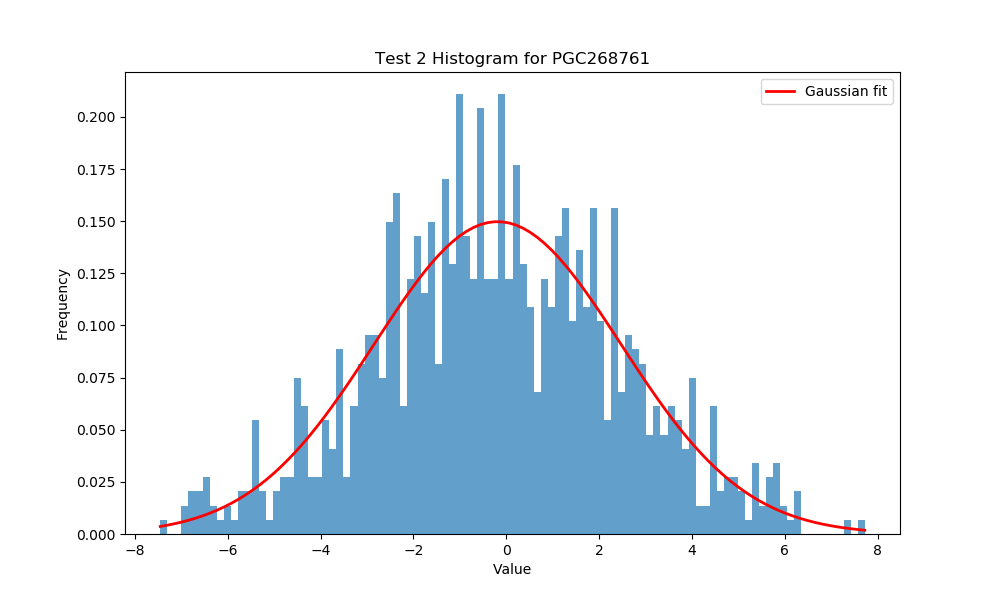 Test 2 Histogram for PGC268761
Gaussian fit
Frequency
0.200
0.175
0.150
0.125
0.100
0.075
0.050
0.025
0.000
−8 −6 −4 −2 0 2 4 6 8
Value